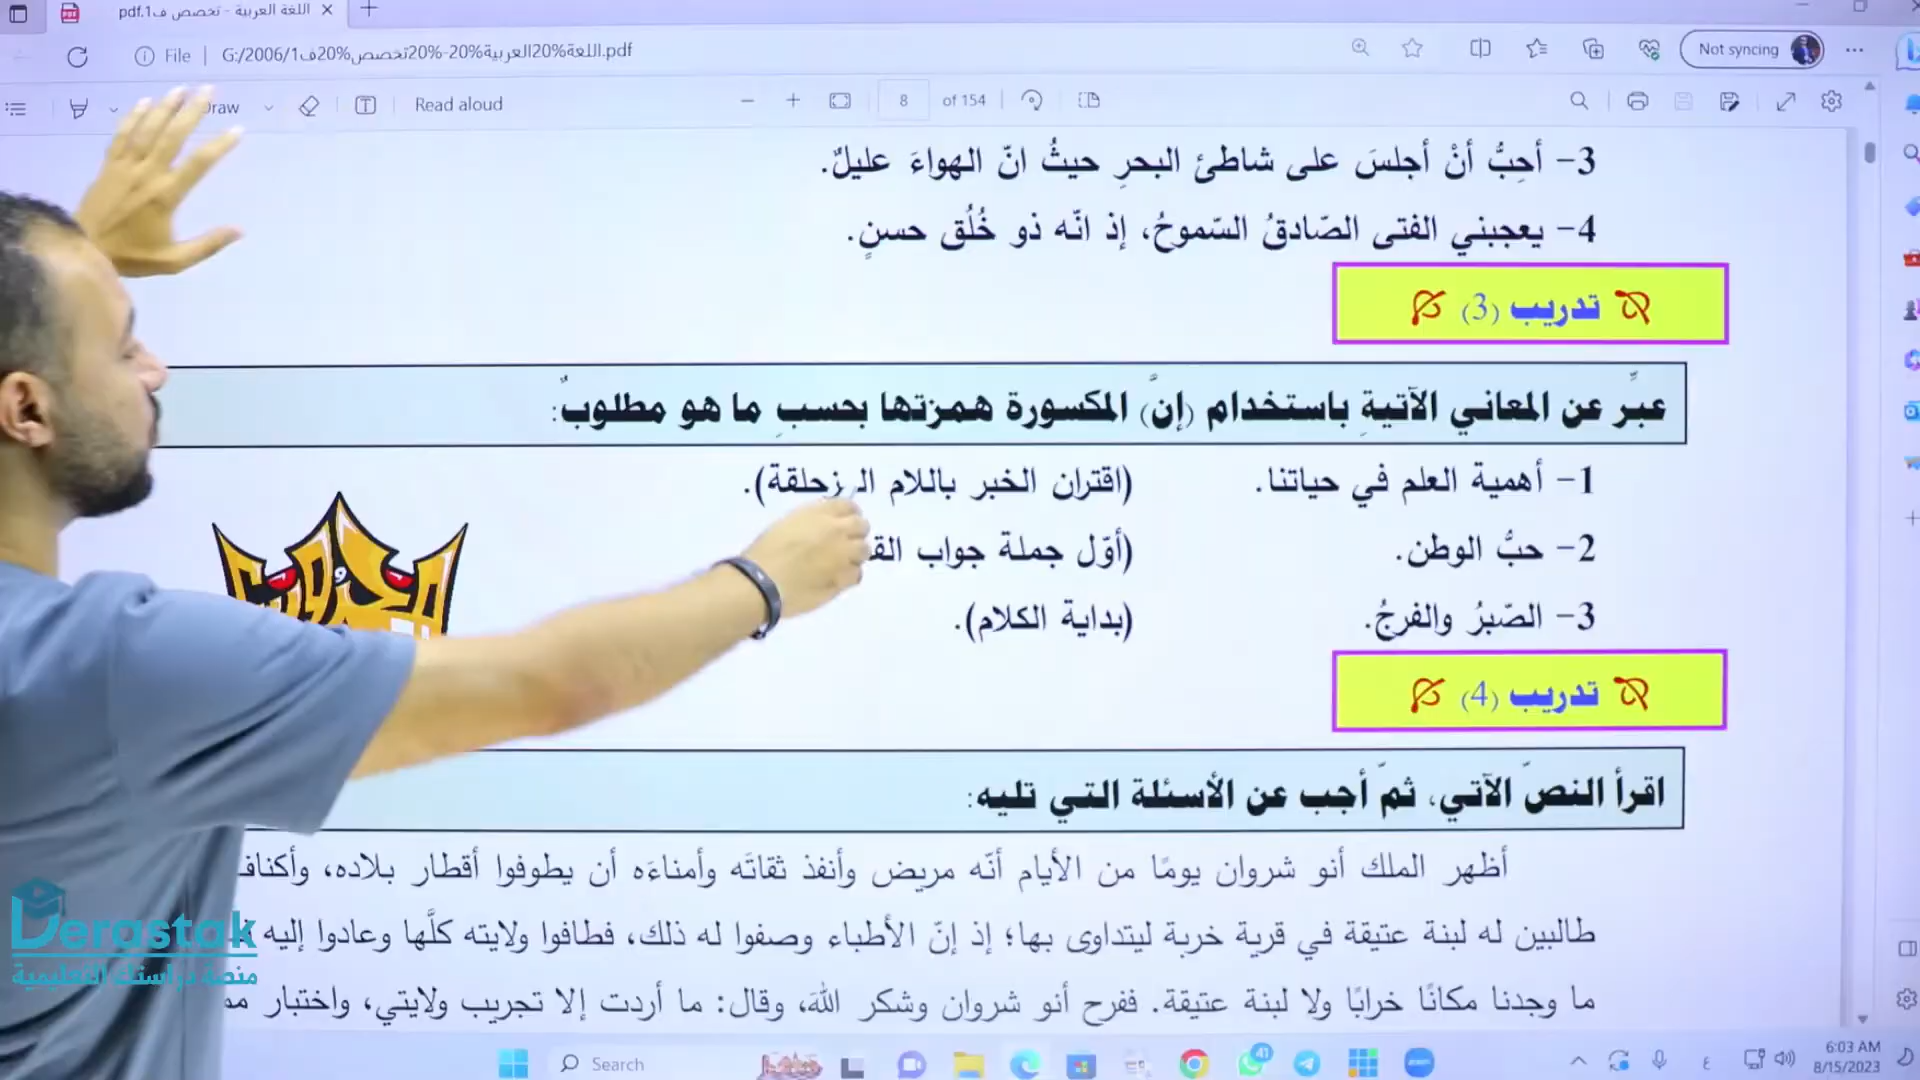 اللغة العربية - تخصص ف1.pdf
File
G:/2006/اللغة%20العربية%20-%20تخصص%20ف1.pdf
Not syncing
Draw
Read aloud
8 of 154
3- أحِبُّ أنْ أجلسَ على شاطئ البحرِ حيثُ انّ الهواءَ عليلٌ.
4- يعجبني الفتى الصّادقُ السّموحُ، إذ انّه ذو خُلُق حسنٍ.
تدريب (3)
عبّر عن المعاني الآتيةِ باستخدام (إنَّ) المكسورة همزتها بحسبِ ما هو مطلوبٌ:
1- أهمية العلم في حياتنا. (اقتران الخبر باللام المزحلقة).
2- حبُّ الوطن. (أوّل جملة جواب
3- الصّبرُ والفرجُ. (بداية الكلام).
تدريب (4)
اقرأ النصّ الآتي، ثمّ أجب عن الأسئلة التي تليه:
أظهر الملك أنو شروان يومًا من الأيام أنّه مريض وأنفذ ثقاتَه وأمناءَه أن يطوفوا أقطار بلاده، وأكناف
طالبين له لبنة عتيقة في قرية خربة ليتداوى بها؛ إذ إنّ الأطباء وصفوا له ذلك، فطافوا ولايته كلَّها وعادوا إليه
ما وجدنا مكانًا خرابًا ولا لبنة عتيقة. ففرح أنو شروان وشكر اللهَ، وقال: ما أردت إلا تجريب ولايتي، واختبار
Derastak
منصة دراستك التعليمية
Search
41
ع
6:03 AM
8/15/2023